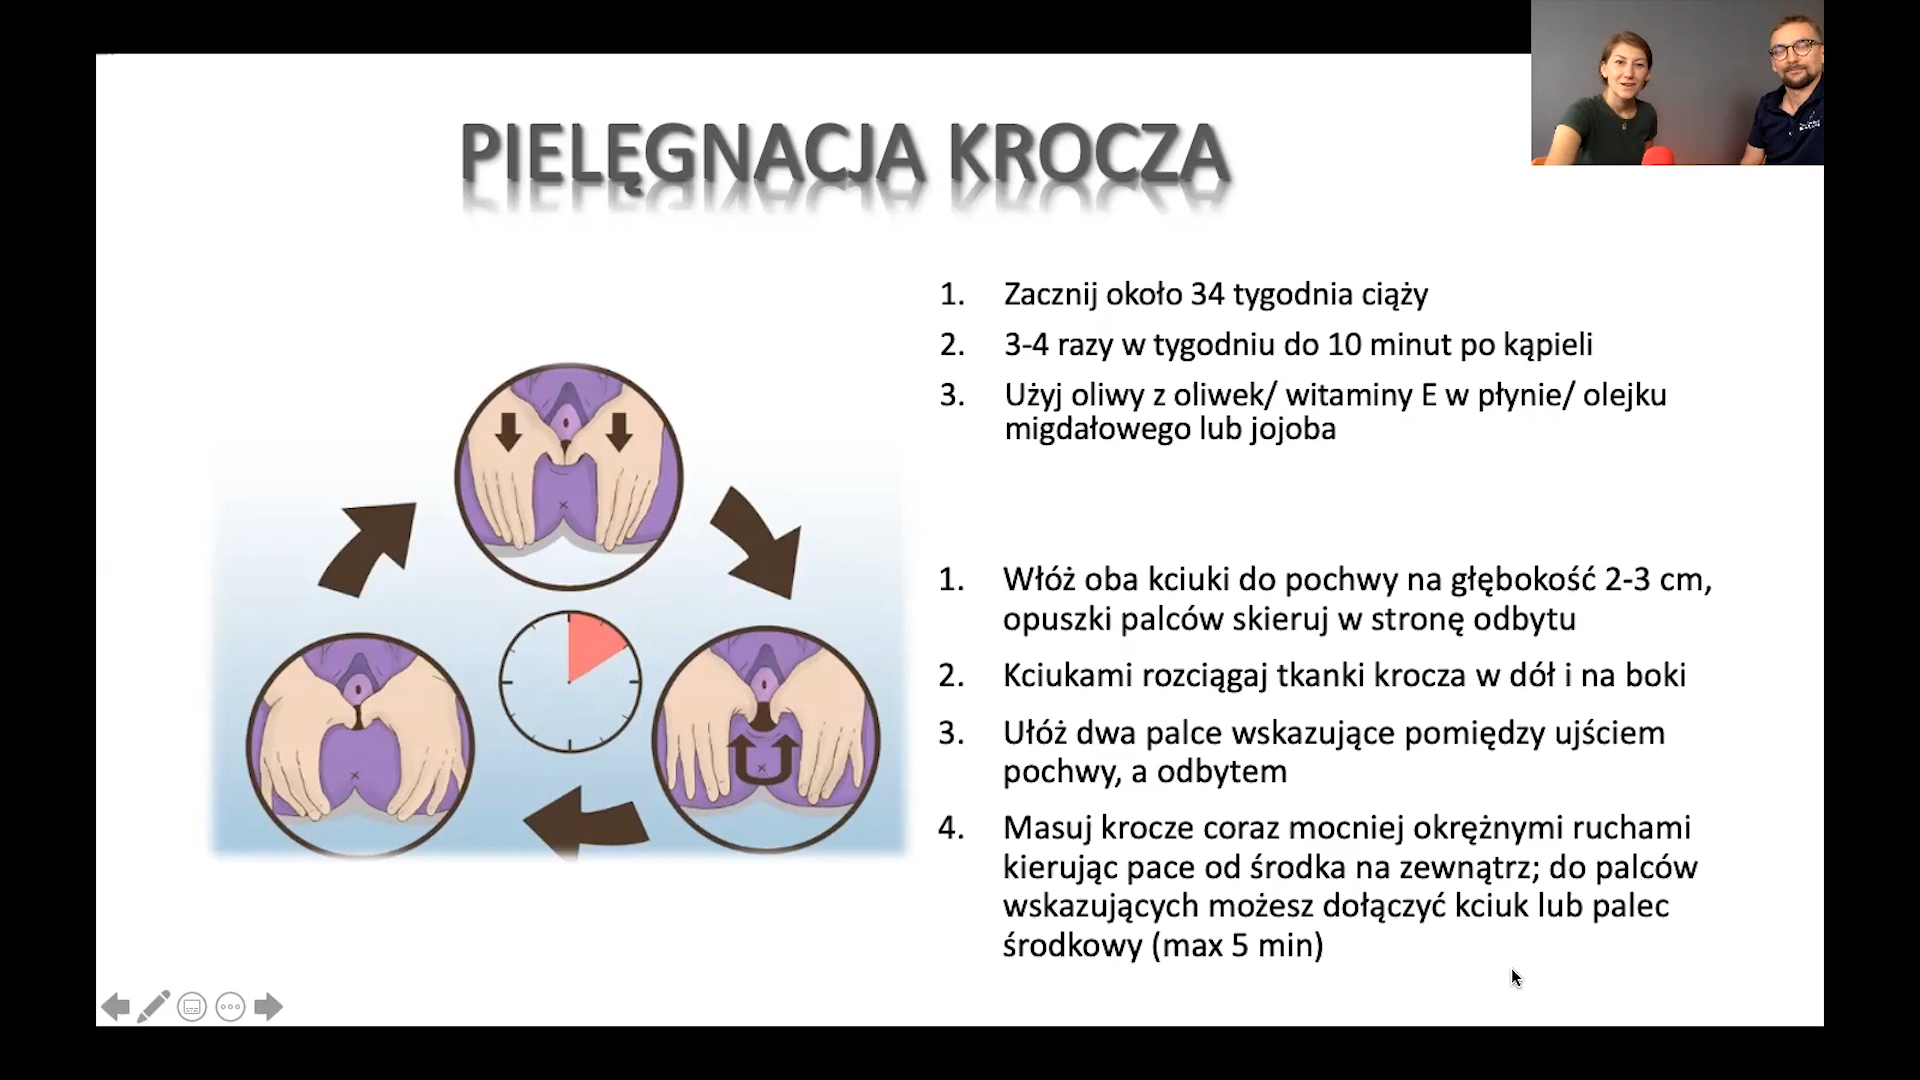 PIELĘGNACJA KROCZA
1. Zacznij około 34 tygodnia ciąży
2. 3-4 razy w tygodniu do 10 minut po kąpieli
3. Użyj oliwy z oliwek/ witaminy E w płynie/ olejku
migdałowego lub jojoba
1. Włóż oba kciuki do pochwy na głębokość 2-3 cm,
opuszki palców skieruj w stronę odbytu
2. Kciukami rozciągaj tkanki krocza w dół i na boki
3. Ułóż dwa palce wskazujące pomiędzy ujściem
pochwy, a odbytem
4. Masuj krocze coraz mocniej okrężnymi ruchami
kierując pace od środka na zewnątrz; do palców
wskazujących możesz dołączyć kciuk lub palec
środkowy (max 5 min)